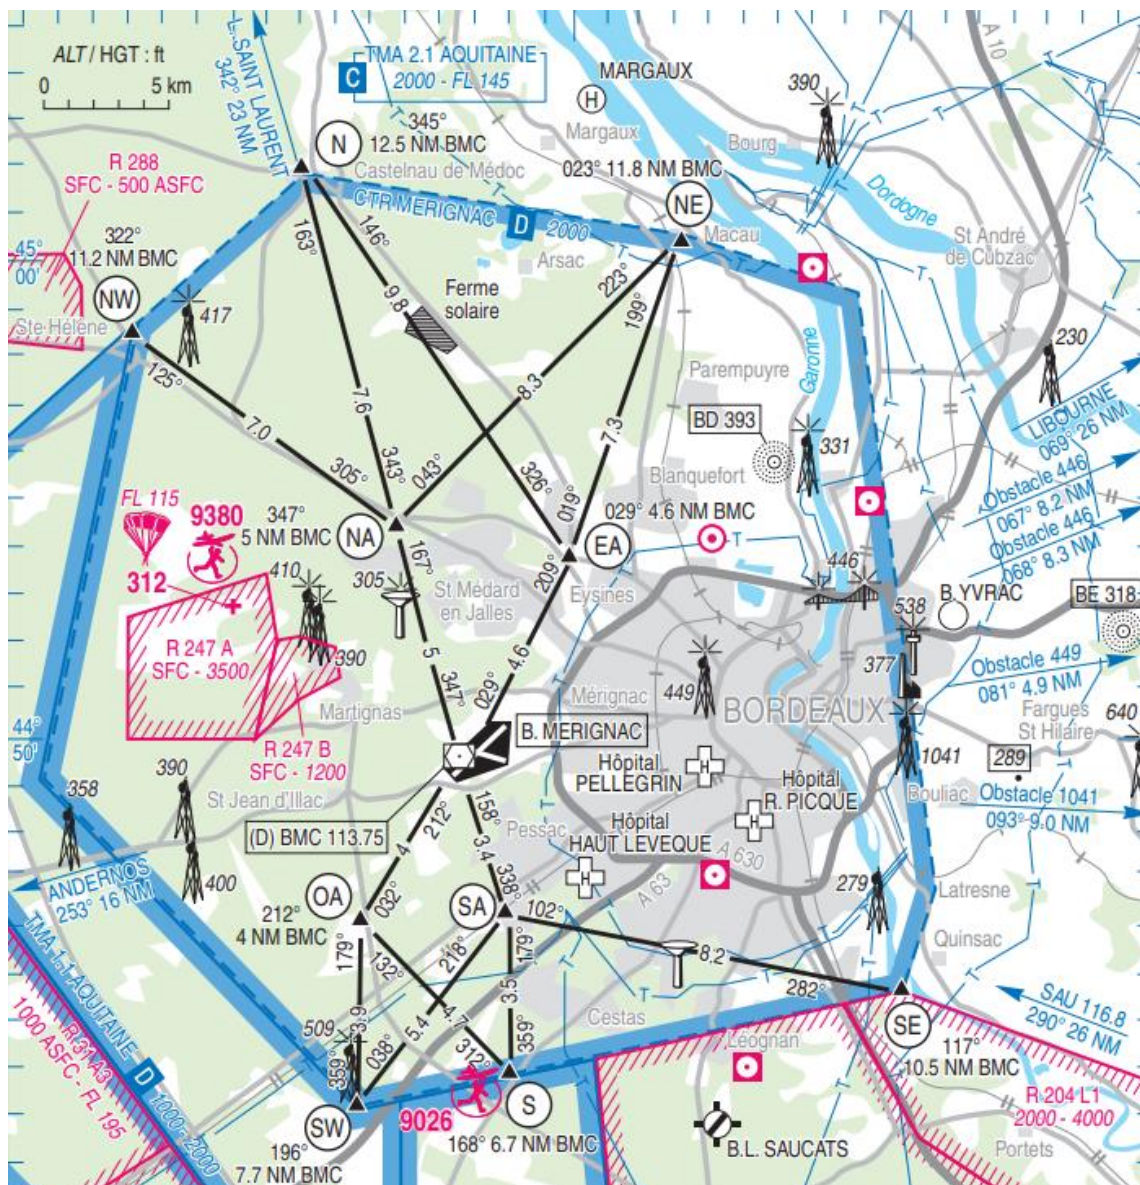 ALT / HGT : ft
0 5 km
L. SAINT LAURENT
342° 23 NM
C
TMA 2.1 AQUITAINE
2000 - FL 145
MARGAUX
H
Margaux
390
A 10
Bourg
Dordogne
N
345°
12.5 NM BMC
Castelnau de Médoc
023° 11.8 NM BMC
NE
Macau
CTR MERIGNAC
D
2000
163°
146°
Arsac
St André
de Cubzac
R 288
SFC - 500 ASFC
45°
00'
322°
11.2 NM BMC
NW
Ste Hélène
417
9.8
Ferme
solaire
223°
199°
Garonne
230
125°
7.0
305°
7.6
343°
043°
8.3
7.3
326°
019°
Parempuyre
BD 393
331
Blanquefort
LIBOURNE
069° 26 NM
Obstacle 446
067° 8.2 NM
Obstacle 446
068° 8.3 NM
FL 115
312
9380
347°
5 NM BMC
NA
167°
029° 4.6 NM BMC
EA
209°
T
446
410
305
St Médard
en Jalles
Eysines
B. YVRAC
BE 318
538
R 247 A
SFC - 3500
390
5
4.6
347°
029°
449
377
Obstacle 449
081° 4.9 NM
Mérignac
BORDEAUX
Martignas
Fargues
St Hilaire
640
44°
50'
R 247 B
SFC - 1200
B. MERIGNAC
Hôpital
PELLEGRIN
H
1041
289
358
390
St Jean d'Illac
Hôpital
R. PICQUE
H
Bouliac
Obstacle 1041
093° 9.0 NM
(D) BMC 113.75
212°
158°
Pessac
Hôpital
HAUT LEVEQUE
H
A 630
A 63
400
4
3.4
ANDERNOS
253° 16 NM
OA
032°
SA
338°
102°
279
Latresne
212°
4 NM BMC
179°
132°
218°
179°
8.2
Quinsac
TMA 1.1 AQUITAINE
D
1000 - 2000
R 31 A3
1000 ASFC - FL 195
3.9
5.4
4.7
3.5
T
282°
Cestas
SAU 116.8
290° 26 NM
509
359°
038°
312°
359°
SE
117°
10.5 NM BMC
Léognan
SW
9026
S
R 204 L1
2000 - 4000
196°
7.7 NM BMC
168° 6.7 NM BMC
B.L. SAUCATS
Portets